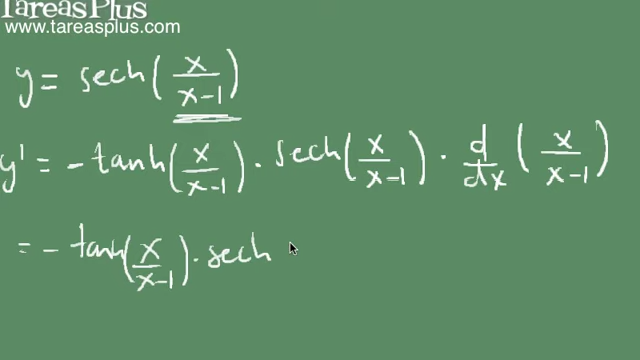 TareasPlus
www.tareasplus.com
y = sech(x/(x-1))
y' = -tanh(x/(x-1)) · sech(x/(x-1)) · d/dx (x/(x-1))
= -tanh(x/(x-1)) · sech